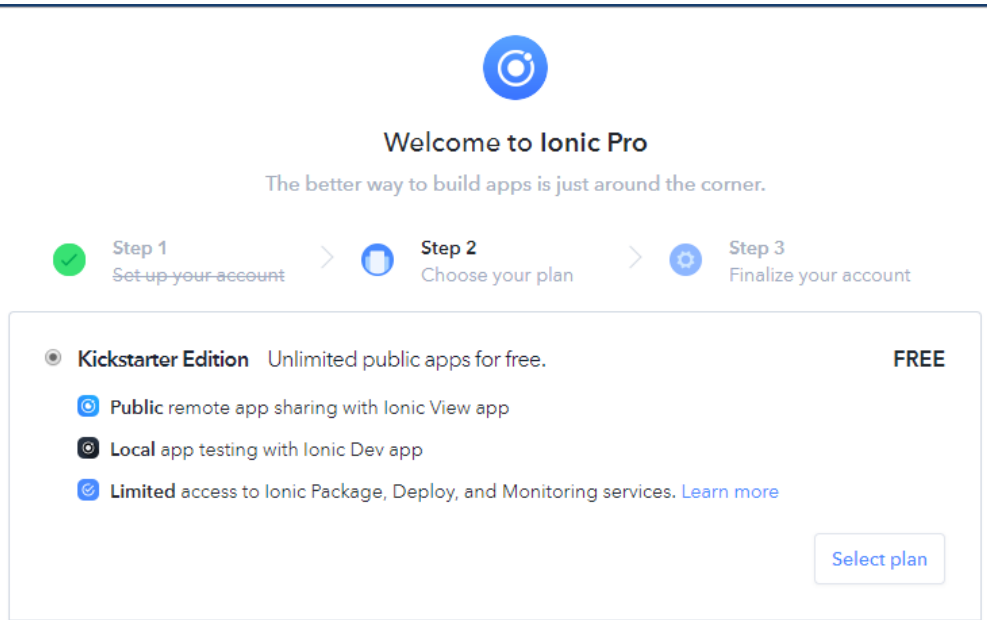 Welcome to Ionic Pro
The better way to build apps is just around the corner.
Step 1
Set up your account
Step 2
Choose your plan
Step 3
Finalize your account
Kickstarter Edition Unlimited public apps for free. FREE
Public remote app sharing with Ionic View app
Local app testing with Ionic Dev app
Limited access to Ionic Package, Deploy, and Monitoring services. Learn more
Select plan